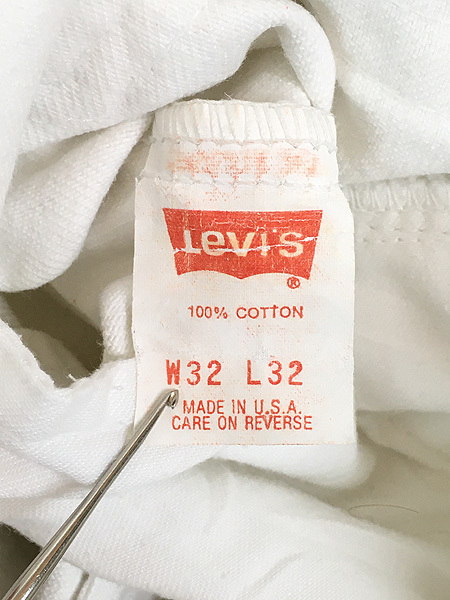 Levi's
®
100% COTTON
W32 L32
MADE IN U.S.A.
CARE ON REVERSE